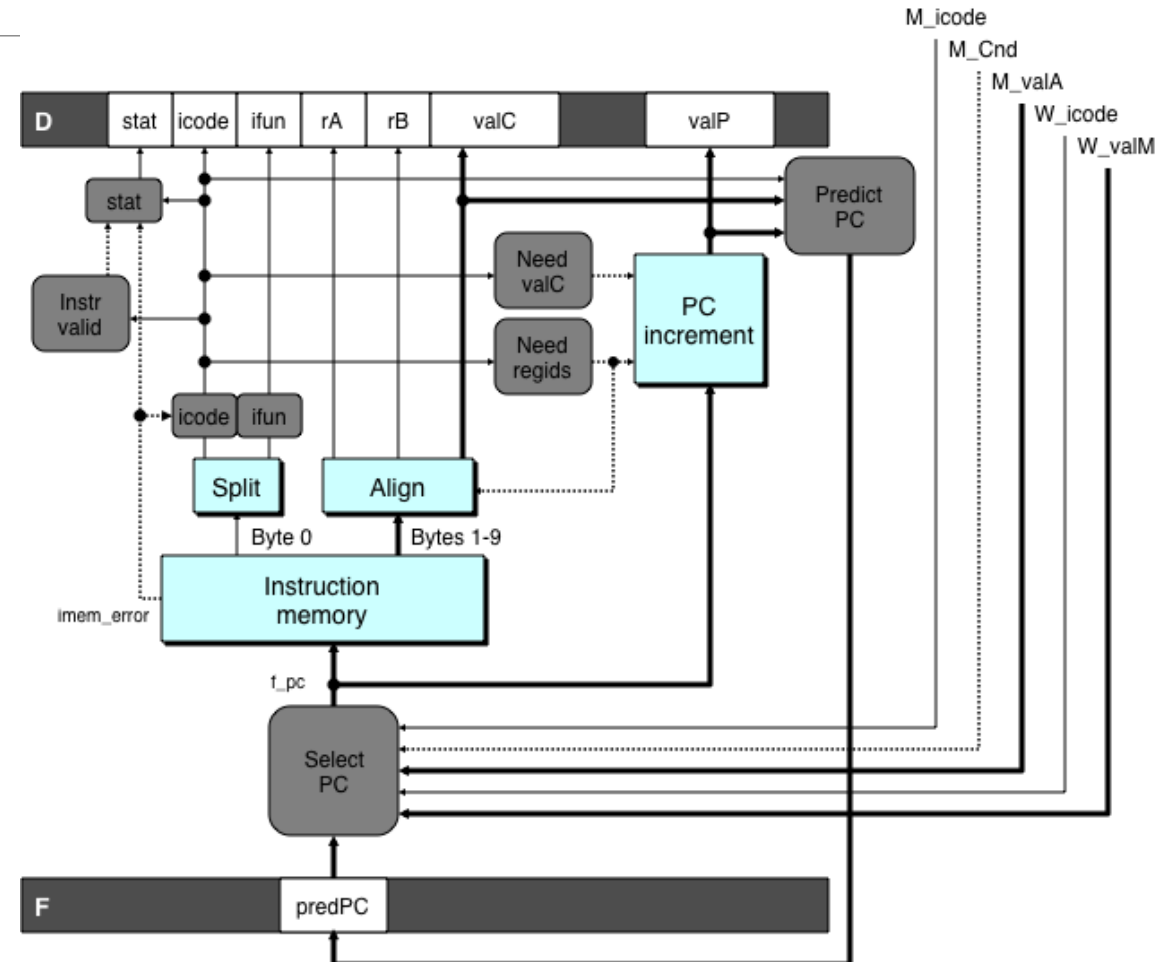 M_icode
M_Cnd
M_valA
D stat icode ifun rA rB valC valP
W_icode
W_valM
stat
Predict
PC
Need
valC
Instr
valid
PC
increment
Need
regids
icode ifun
Split
Align
Byte 0
Bytes 1-9
Instruction
memory
imem_error
f_pc
Select
PC
F predPC